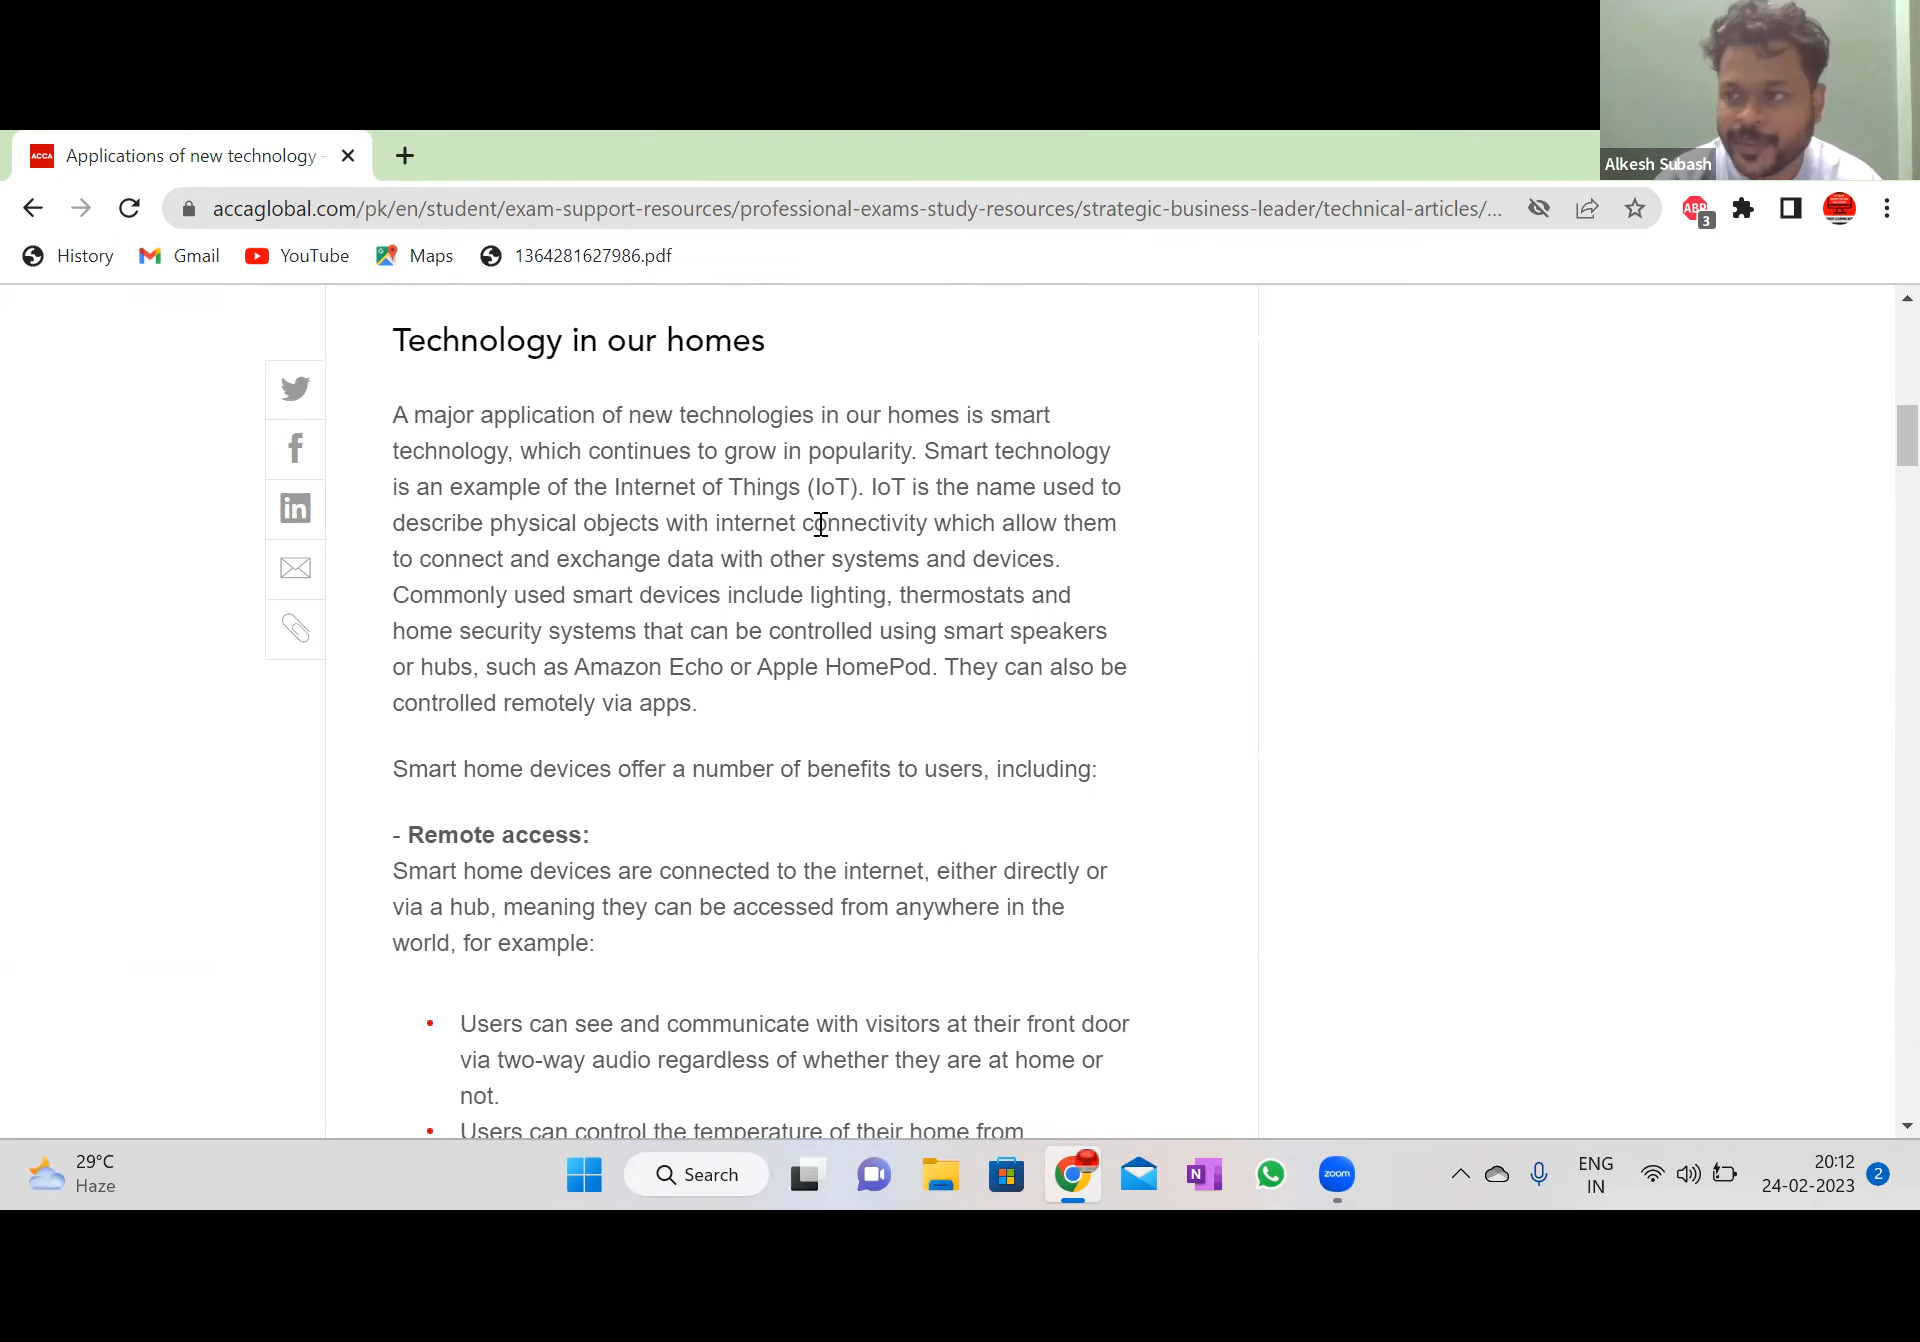 Alkesh Subash
ACCA Applications of new technology -
accaglobal.com/pk/en/student/exam-support-resources/professional-exams-study-resources/strategic-business-leader/technical-articles/...
ABP
3
History Gmail YouTube Maps 1364281627986.pdf
Technology in our homes
A major application of new technologies in our homes is smart
technology, which continues to grow in popularity. Smart technology
is an example of the Internet of Things (IoT). IoT is the name used to
describe physical objects with internet connectivity which allow them
to connect and exchange data with other systems and devices.
Commonly used smart devices include lighting, thermostats and
home security systems that can be controlled using smart speakers
or hubs, such as Amazon Echo or Apple HomePod. They can also be
controlled remotely via apps.
Smart home devices offer a number of benefits to users, including:
- Remote access:
Smart home devices are connected to the internet, either directly or
via a hub, meaning they can be accessed from anywhere in the
world, for example:
• Users can see and communicate with visitors at their front door
via two-way audio regardless of whether they are at home or
not.
• Users can control the temperature of their home from
29°C
Haze
Search
N
zoom
ENG
IN
20:12
24-02-2023
2